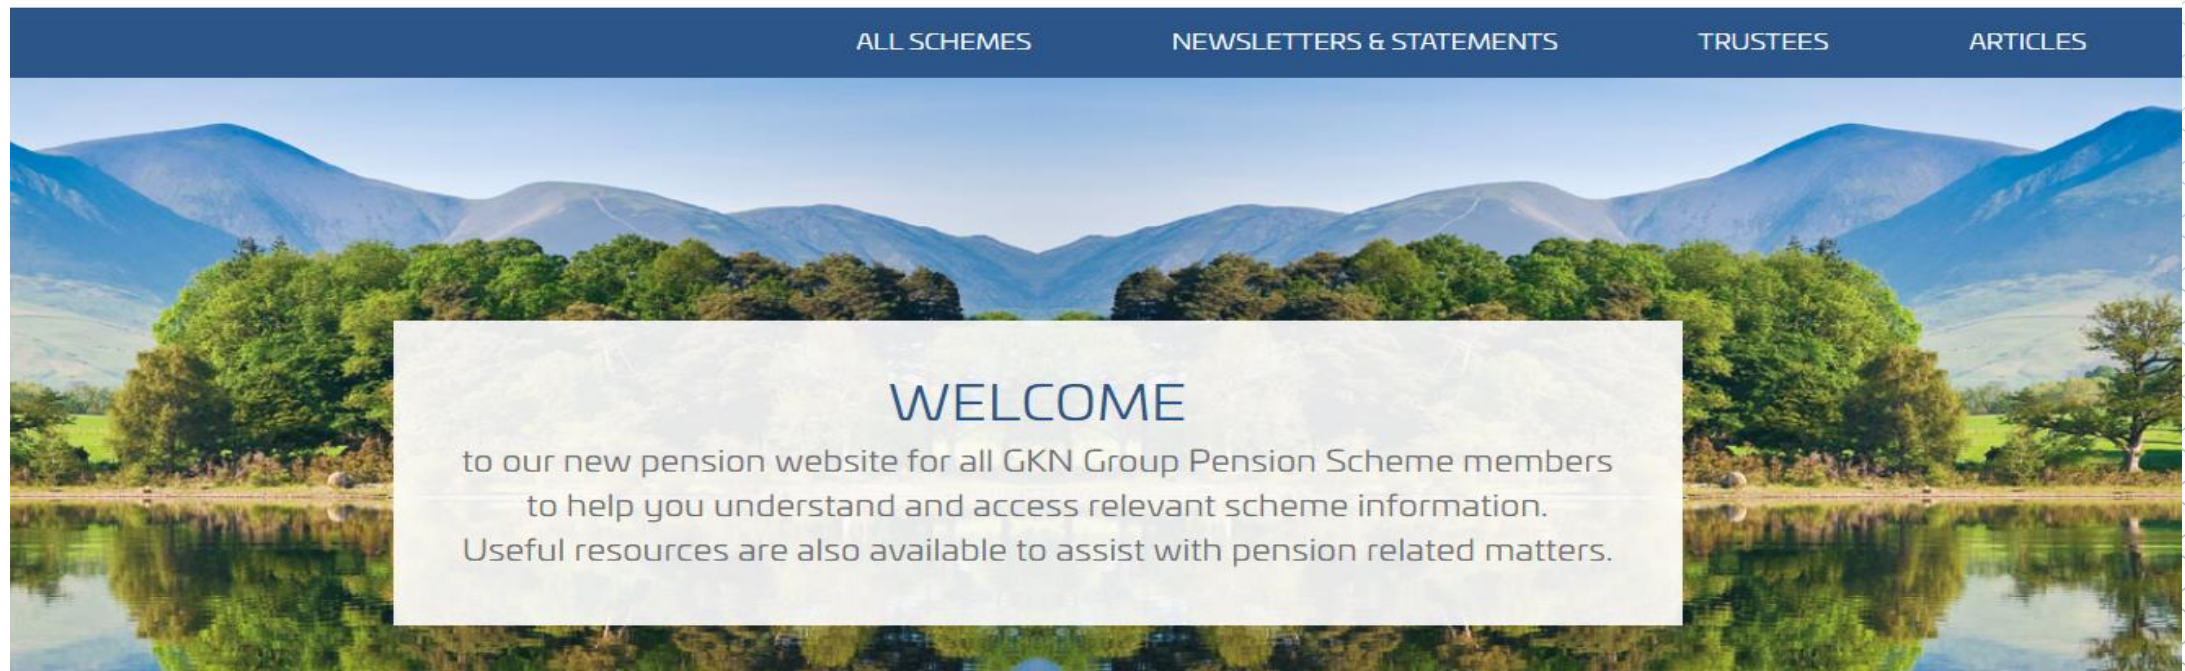 ALL SCHEMES NEWSLETTERS & STATEMENTS TRUSTEES ARTICLES
WELCOME
to our new pension website for all GKN Group Pension Scheme members
to help you understand and access relevant scheme information.
Useful resources are also available to assist with pension related matters.